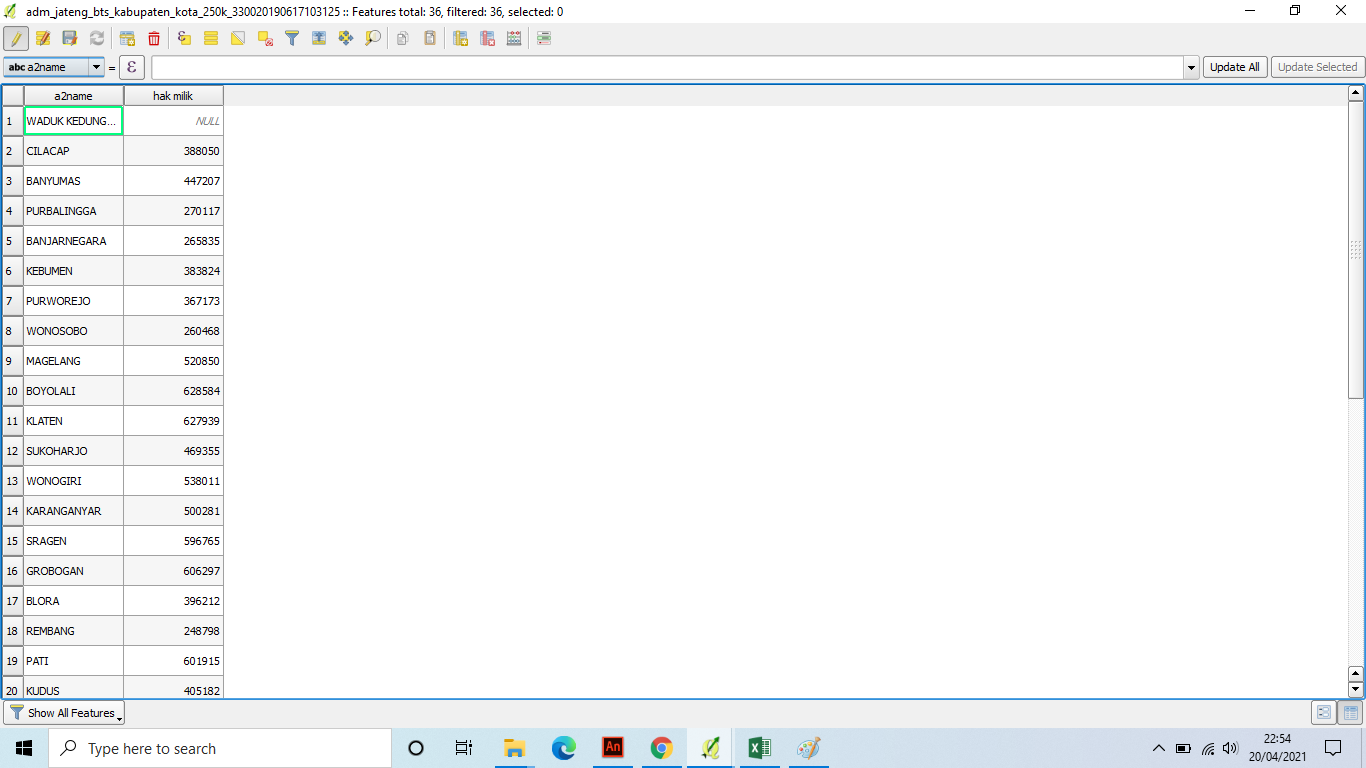 adm_jateng_bts_kabupaten_kota_250k_330020190617103125 :: Features total: 36, filtered: 36, selected: 0
abc a2name = ε Update All Update Selected
a2name hak milik
1 WADUK KEDUNG... NULL
2 CILACAP 388050
3 BANYUMAS 447207
4 PURBALINGGA 270117
5 BANJARNEGARA 265835
6 KEBUMEN 383824
7 PURWOREJO 367173
8 WONOSOBO 260468
9 MAGELANG 520850
10 BOYOLALI 628584
11 KLATEN 627939
12 SUKOHARJO 469355
13 WONOGIRI 538011
14 KARANGANYAR 500281
15 SRAGEN 596765
16 GROBOGAN 606297
17 BLORA 396212
18 REMBANG 248798
19 PATI 601915
20 KUDUS 405182
Show All Features
Type here to search An 22:54
20/04/2021